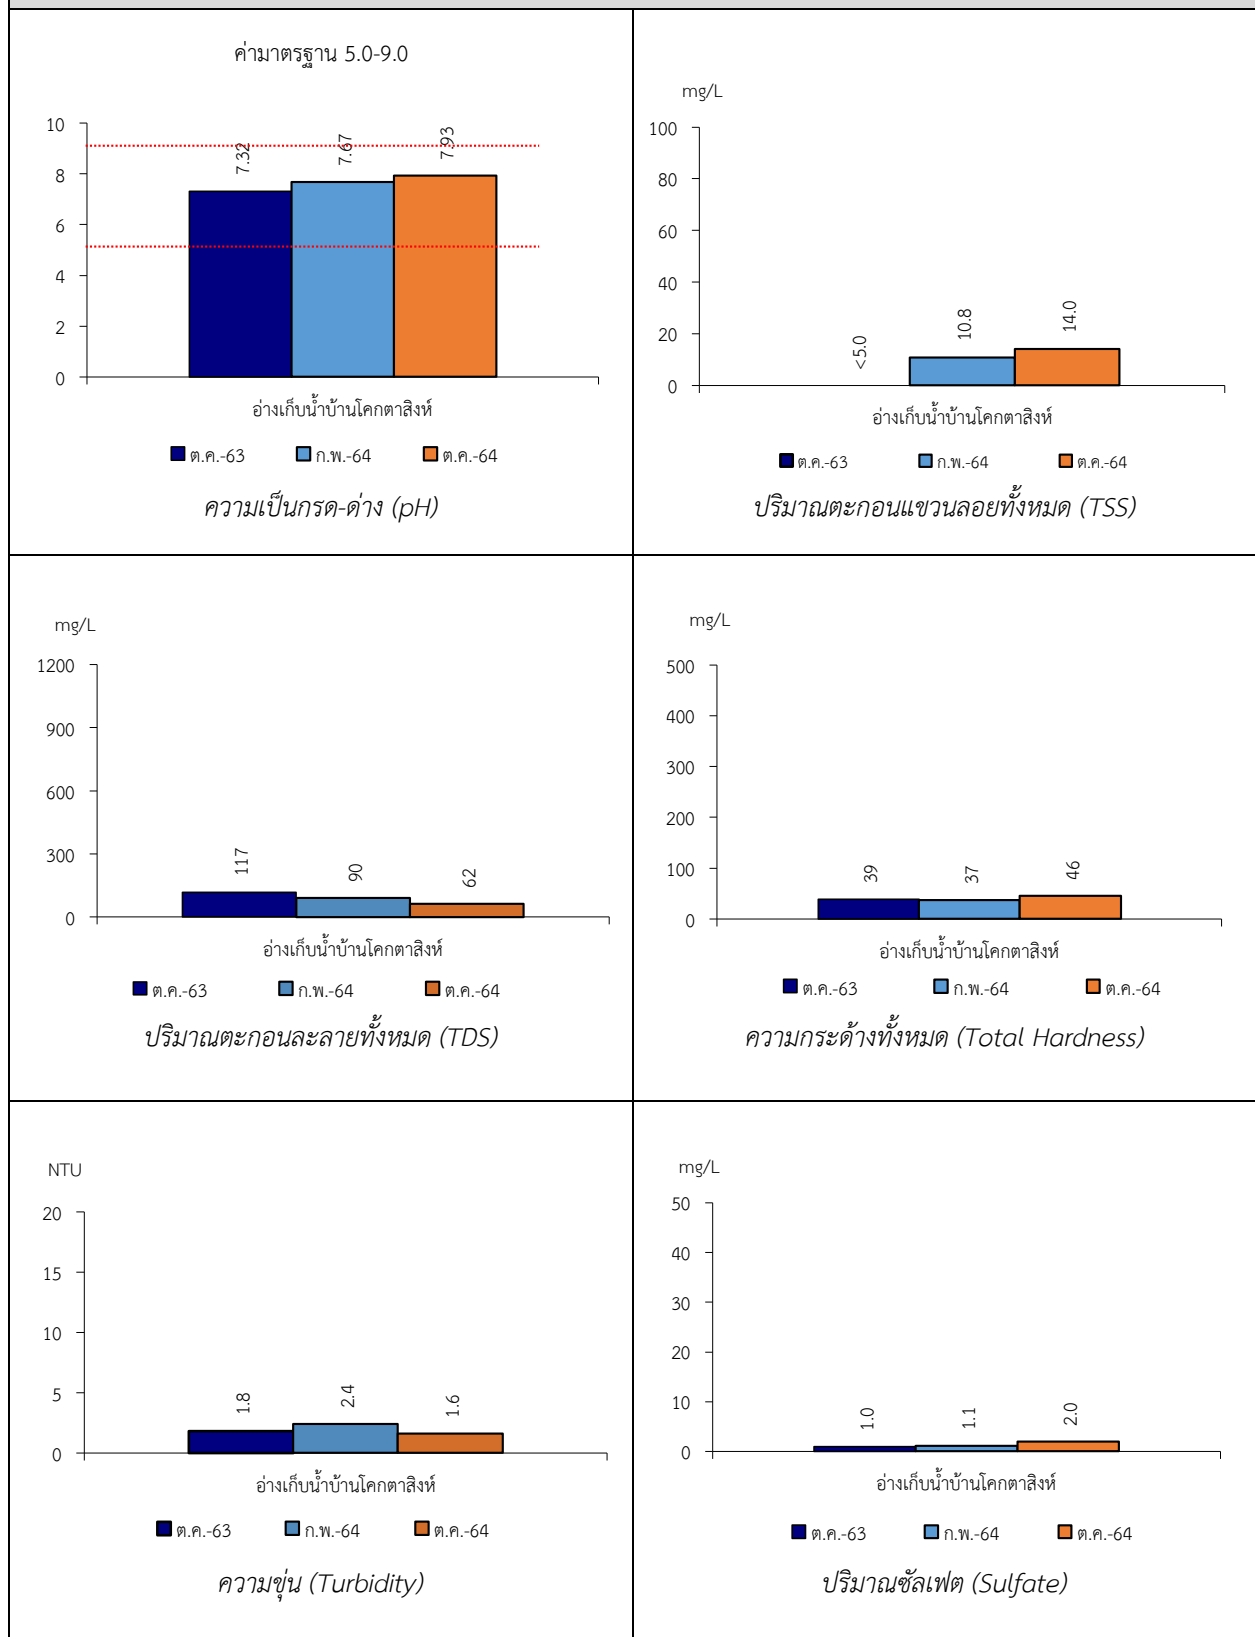 ค่ามาตรฐาน 5.0-9.0
10
8
6
4
2
0
7.32
7.67
7.93
อ่างเก็บน้ำบ้านโคกตาสิงห์
ต.ค.-63 ก.พ.-64 ต.ค.-64
ความเป็นกรด-ด่าง (pH)
mg/L
100
80
60
40
20
0
<5.0
10.8
14.0
อ่างเก็บน้ำบ้านโคกตาสิงห์
ต.ค.-63 ก.พ.-64 ต.ค.-64
ปริมาณตะกอนแขวนลอยทั้งหมด (TSS)
mg/L
1200
900
600
300
0
117
90
62
อ่างเก็บน้ำบ้านโคกตาสิงห์
ต.ค.-63 ก.พ.-64 ต.ค.-64
ปริมาณตะกอนละลายทั้งหมด (TDS)
mg/L
500
400
300
200
100
0
39
37
46
อ่างเก็บน้ำบ้านโคกตาสิงห์
ต.ค.-63 ก.พ.-64 ต.ค.-64
ความกระด้างทั้งหมด (Total Hardness)
NTU
20
15
10
5
0
1.8
2.4
1.6
อ่างเก็บน้ำบ้านโคกตาสิงห์
ต.ค.-63 ก.พ.-64 ต.ค.-64
ความขุ่น (Turbidity)
mg/L
50
40
30
20
10
0
1.0
1.1
2.0
อ่างเก็บน้ำบ้านโคกตาสิงห์
ต.ค.-63 ก.พ.-64 ต.ค.-64
ปริมาณซัลเฟต (Sulfate)